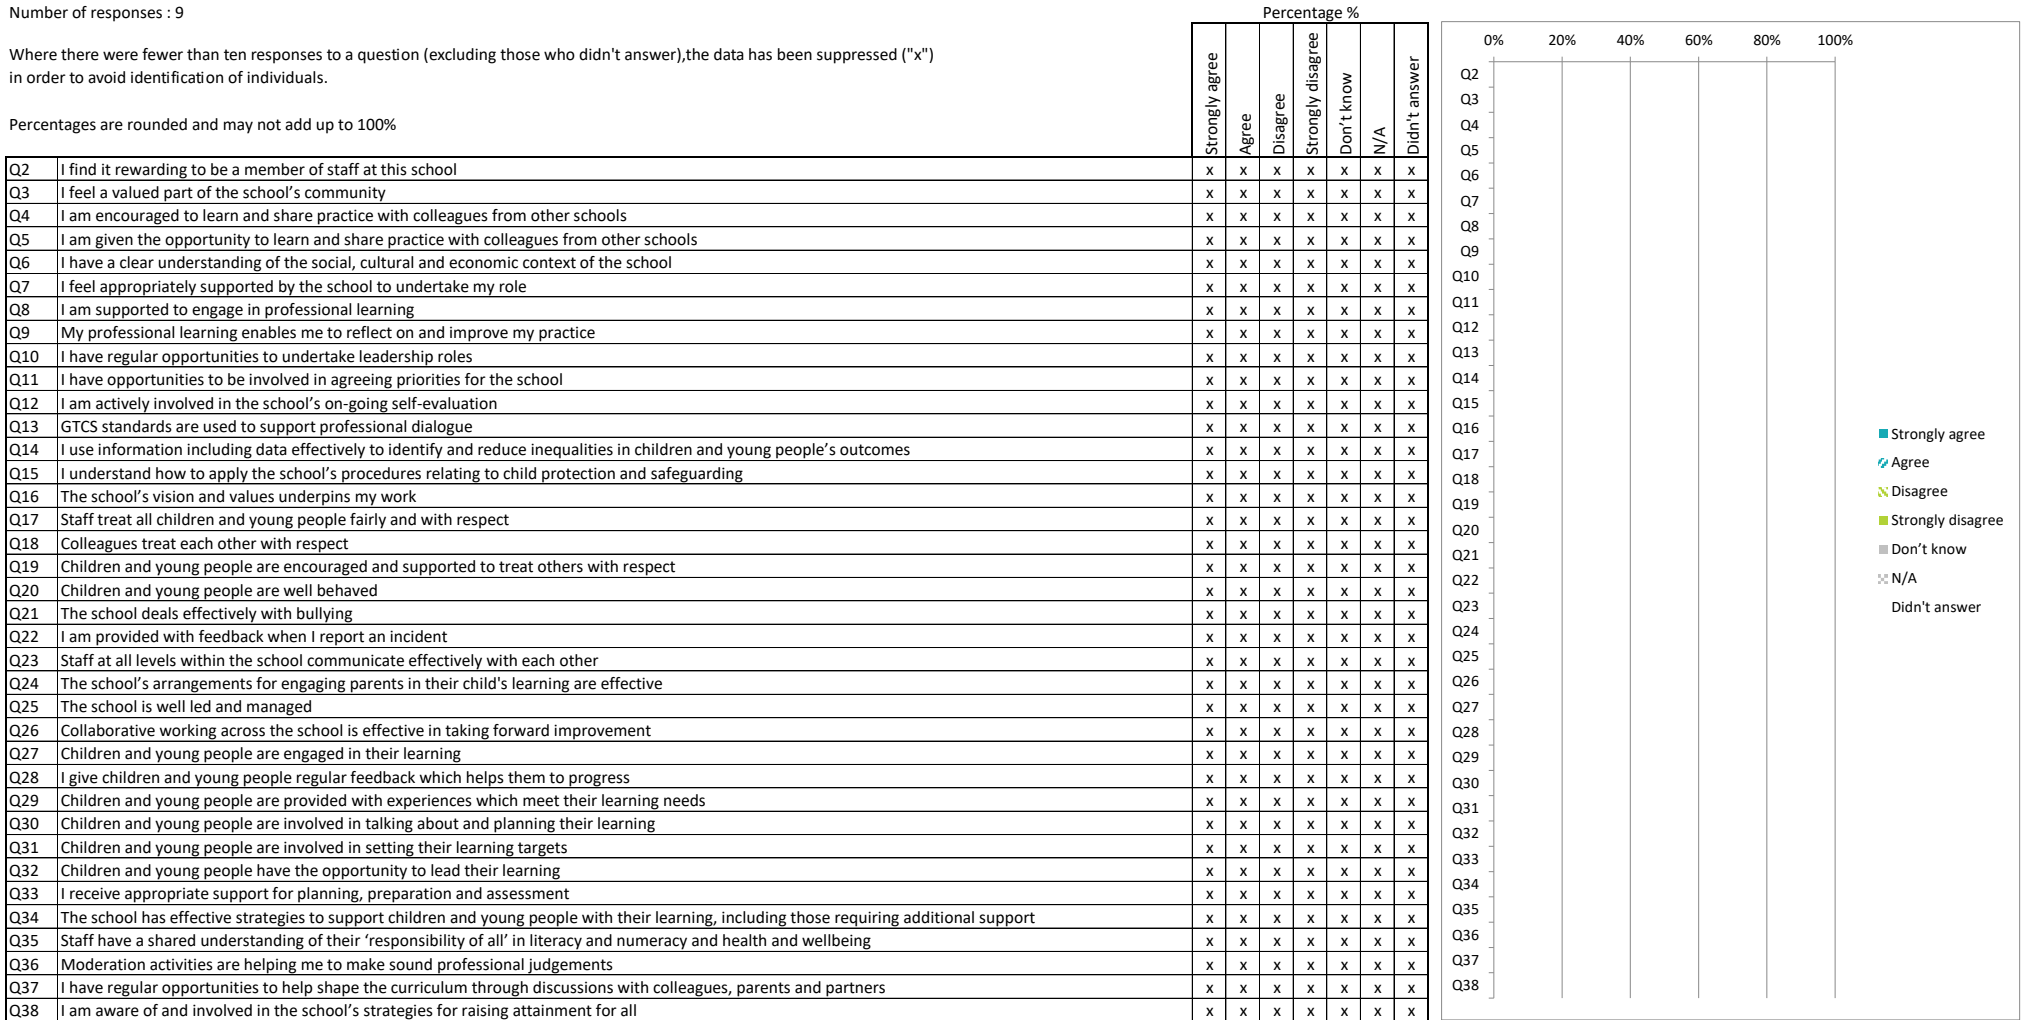 Number of responses : 9
Percentage %
Where there were fewer than ten responses to a question (excluding those who didn't answer),the data has been suppressed ("x")
in order to avoid identification of individuals.
Percentages are rounded and may not add up to 100%
Strongly agree
Agree
Disagree
Strongly disagree
Don't know
N/A
Didn't answer
Q2 I find it rewarding to be a member of staff at this school x x x x x x x
Q3 I feel a valued part of the school’s community x x x x x x x
Q4 I am encouraged to learn and share practice with colleagues from other schools x x x x x x x
Q5 I am given the opportunity to learn and share practice with colleagues from other schools x x x x x x x
Q6 I have a clear understanding of the social, cultural and economic context of the school x x x x x x x
Q7 I feel appropriately supported by the school to undertake my role x x x x x x x
Q8 I am supported to engage in professional learning x x x x x x x
Q9 My professional learning enables me to reflect on and improve my practice x x x x x x x
Q10 I have regular opportunities to undertake leadership roles x x x x x x x
Q11 I have opportunities to be involved in agreeing priorities for the school x x x x x x x
Q12 I am actively involved in the school’s on-going self-evaluation x x x x x x x
Q13 GTCS standards are used to support professional dialogue x x x x x x x
Q14 I use information including data effectively to identify and reduce inequalities in children and young people’s outcomes x x x x x x x
Q15 I understand how to apply the school’s procedures relating to child protection and safeguarding x x x x x x x
Q16 The school’s vision and values underpins my work x x x x x x x
Q17 Staff treat all children and young people fairly and with respect x x x x x x x
Q18 Colleagues treat each other with respect x x x x x x x
Q19 Children and young people are encouraged and supported to treat others with respect x x x x x x x
Q20 Children and young people are well behaved x x x x x x x
Q21 The school deals effectively with bullying x x x x x x x
Q22 I am provided with feedback when I report an incident x x x x x x x
Q23 Staff at all levels within the school communicate effectively with each other x x x x x x x
Q24 The school’s arrangements for engaging parents in their child's learning are effective x x x x x x x
Q25 The school is well led and managed x x x x x x x
Q26 Collaborative working across the school is effective in taking forward improvement x x x x x x x
Q27 Children and young people are engaged in their learning x x x x x x x
Q28 I give children and young people regular feedback which helps them to progress x x x x x x x
Q29 Children and young people are provided with experiences which meet their learning needs x x x x x x x
Q30 Children and young people are involved in talking about and planning their learning x x x x x x x
Q31 Children and young people are involved in setting their learning targets x x x x x x x
Q32 Children and young people have the opportunity to lead their learning x x x x x x x
Q33 I receive appropriate support for planning, preparation and assessment x x x x x x x
Q34 The school has effective strategies to support children and young people with their learning, including those requiring additional support x x x x x x x
Q35 Staff have a shared understanding of their ‘responsibility of all’ in literacy and numeracy and health and wellbeing x x x x x x x
Q36 Moderation activities are helping me to make sound professional judgements x x x x x x x
Q37 I have regular opportunities to help shape the curriculum through discussions with colleagues, parents and partners x x x x x x x
Q38 I am aware of and involved in the school’s strategies for raising attainment for all x x x x x x x
0% 20% 40% 60% 80% 100%
Q2
Q3
Q4
Q5
Q6
Q7
Q8
Q9
Q10
Q11
Q12
Q13
Q14
Q15
Q16
Q17
Q18
Q19
Q20
Q21
Q22
Q23
Q24
Q25
Q26
Q27
Q28
Q29
Q30
Q31
Q32
Q33
Q34
Q35
Q36
Q37
Q38
Strongly agree
Agree
Disagree
Strongly disagree
Don’t know
N/A
Didn't answer